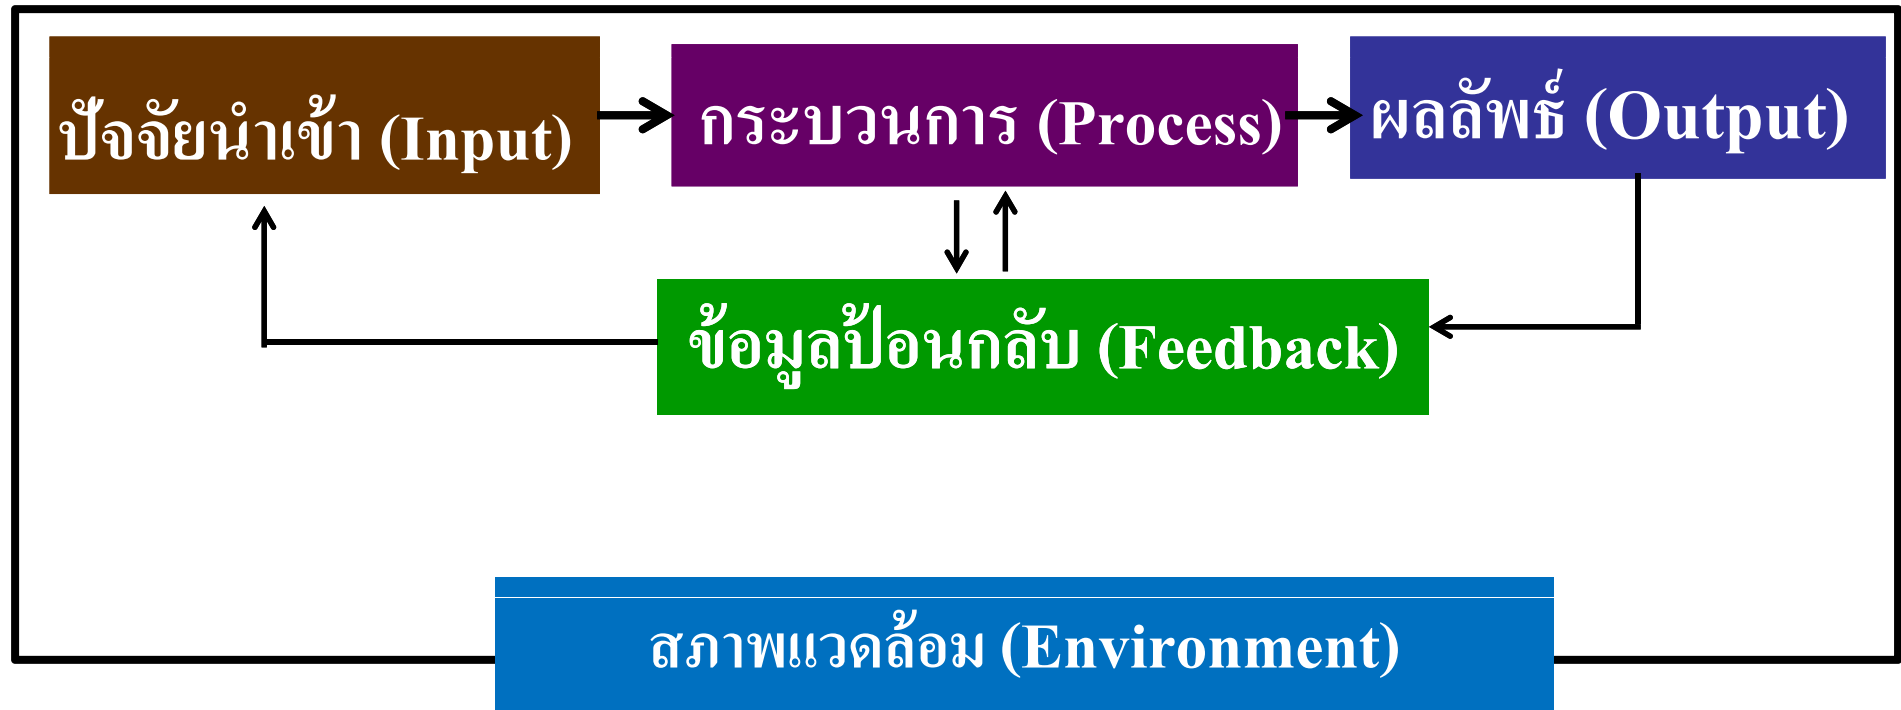 ปัจจัยนำเข้า (Input)
กระบวนการ (Process)
ผลลัพธ์ (Output)
ข้อมูลป้อนกลับ (Feedback)
สภาพแวดล้อม (Environment)